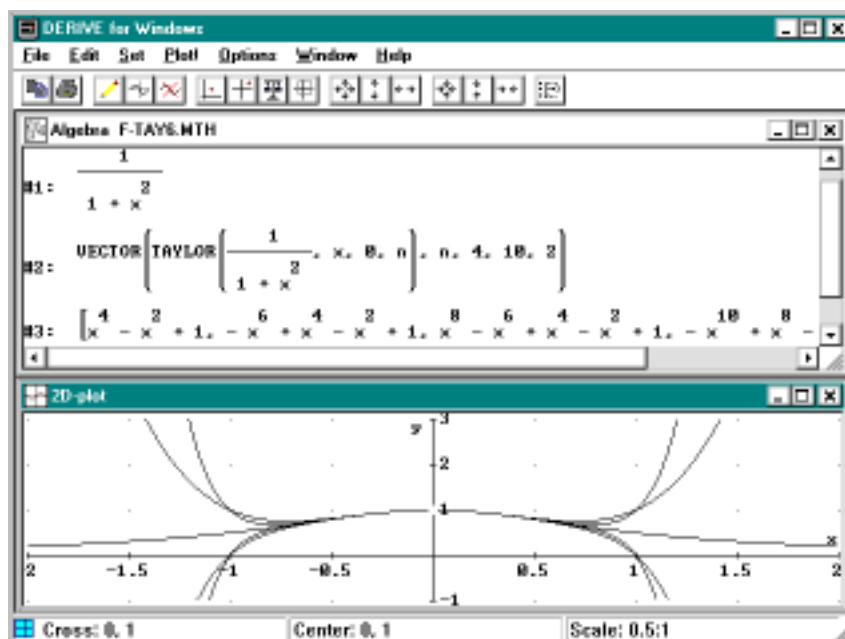 DERIVE for Windows
File Edit Set Plot! Options Window Help
Algebra F-TAY6.MTH
1
#1:
2
1 + x
1
VECTOR(TAYLOR(, x, 0, n), n, 4, 10, 2)
2
#2: 1 + x
4 2 6 4 2 8 6 4 2 10 8
#3: [x - x + 1, - x + x - x + 1, x - x + x - x + 1, - x + x -
2D-plot
y 3
2
1
x
2 -1.5 -1 -0.5 0.5 1 1.5 2
-1
Cross: 0, 1 Center: 0, 1 Scale: 0.5:1